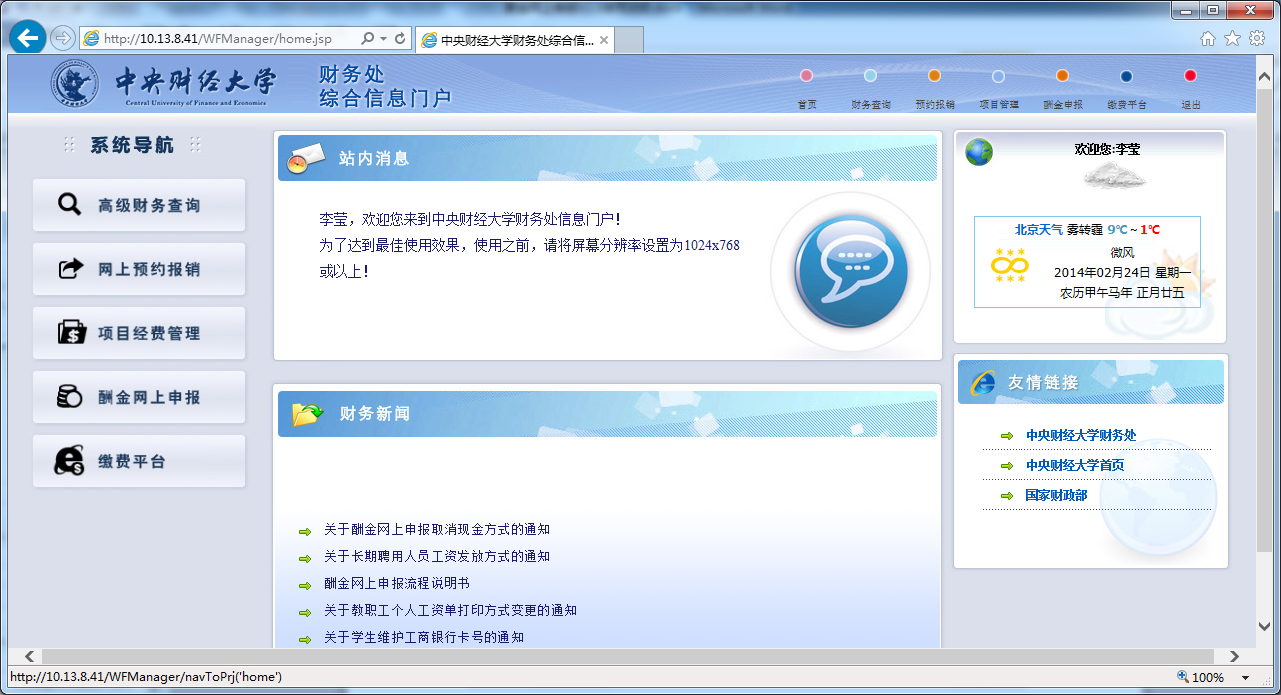 http://10.13.8.41/WFManager/home.jsp
中央财经大学财务处综合信...
中央财经大学
Central University of Finance and Economics
财务处
综合信息门户
首页
财务查询
预约报销
项目管理
酬金申报
缴费平台
退出
系统导航
高级财务查询
网上预约报销
项目经费管理
酬金网上申报
缴费平台
站内消息
李莹，欢迎您来到中央财经大学财务处信息门户！
为了达到最佳使用效果，使用之前，请将屏幕分辨率设置为1024x768
或以上！
财务新闻
关于酬金网上申报取消现金方式的通知
关于长期聘用人员工资发放方式的通知
酬金网上申报流程说明书
关于教职工个人工资单打印方式变更的通知
关于学生维护工商银行卡号的通知
欢迎您:李莹
北京天气 雾转霾 9℃ ~ 1℃
微风
2014年02月24日 星期一
农历甲午马年 正月廿五
友情链接
中央财经大学财务处
中央财经大学首页
国家财政部
http://10.13.8.41/WFManager/navToPrj('home')
100%